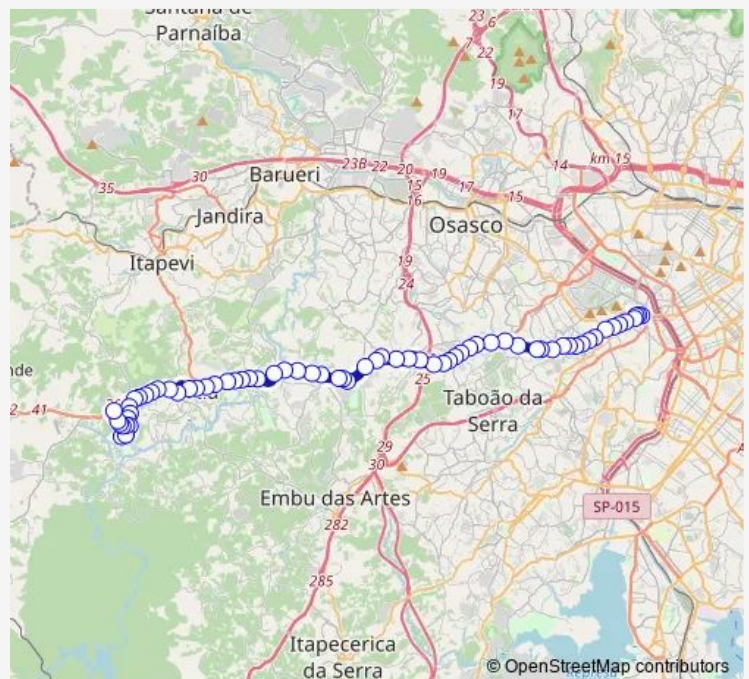 Santana de
Parnaíba
23
6
7
22
19
17
14
km 15
35
30
Barueri
23B
22
20
19
17
15
15
16
Jandira
Osasco
Itapevi
19
24
nde
2
41
25
Taboão da
Serra
29
30
Embu das Artes
282
SP-015
285
Itapecerica
da Serra
© OpenStreetMap contributors